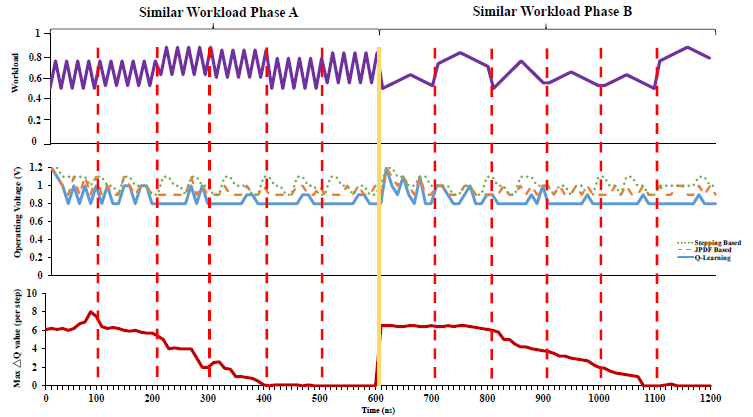 Similar Workload Phase A
Similar Workload Phase B
Workload
1
0.8
0.6
0.4
0.2
0
Operatting Voltage (V)
1.2
1
0.8
0.6
0.4
0.2
0
Stepping Based
JPDF Based
Q-Learning
Max △Q value (per step)
10
8
6
4
2
0
0 100 200 300 400 500 600 700 800 900 1000 1100 1200
Time (ns)